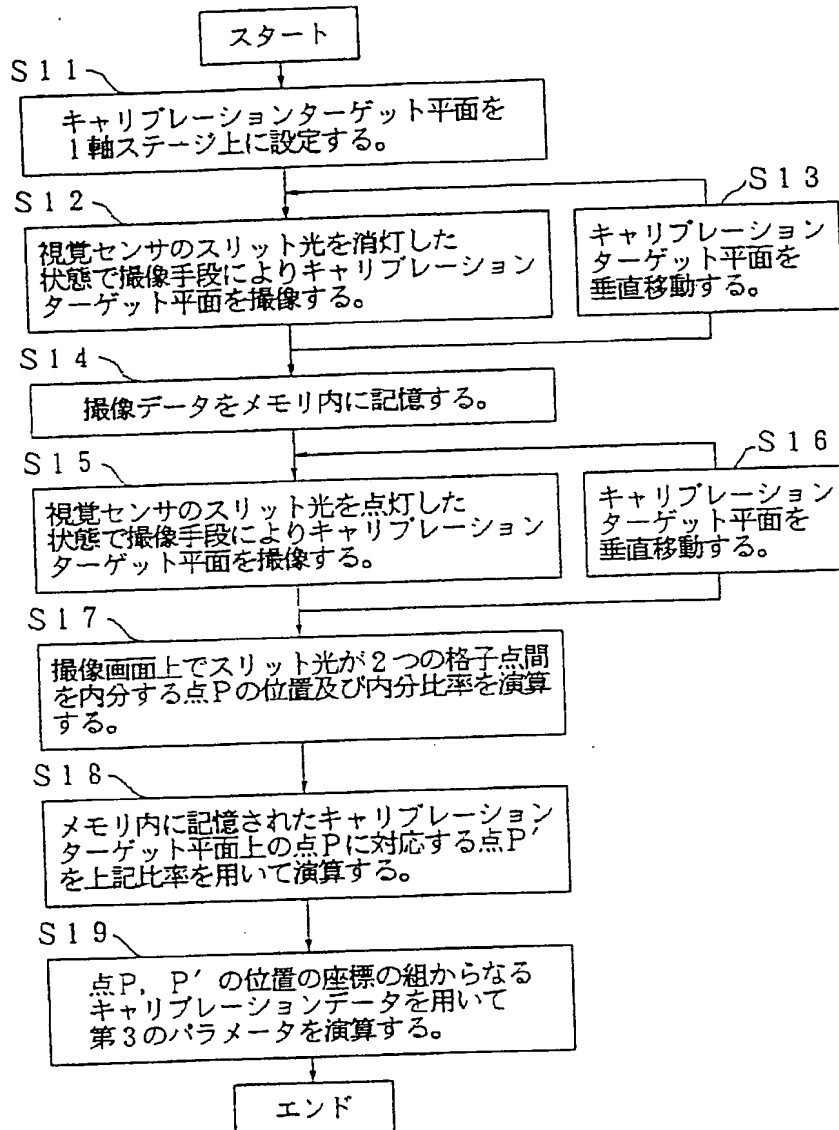 スタート
S11
キャリブレーションターゲット平面を
1軸ステージ上に設定する。
S12
視覚センサのスリット光を消灯した
状態で撮像手段によりキャリブレーション
ターゲット平面を撮像する。
S13
キャリブレーション
ターゲット平面を
垂直移動する。
S14
撮像データをメモリ内に記憶する。
S15
視覚センサのスリット光を点灯した
状態で撮像手段によりキャリブレーション
ターゲット平面を撮像する。
S16
キャリブレーション
ターゲット平面を
垂直移動する。
S17
撮像画面上でスリット光が2つの格子点間
を内分する点Pの位置及び内分比率を演算
する。
S18
メモリ内に記憶されたキャリブレーション
ターゲット平面上の点Pに対応する点P′
を上記比率を用いて演算する。
S19
点P，P′の位置の座標の組からなる
キャリブレーションデータを用いて
第3のパラメータを演算する。
エンド